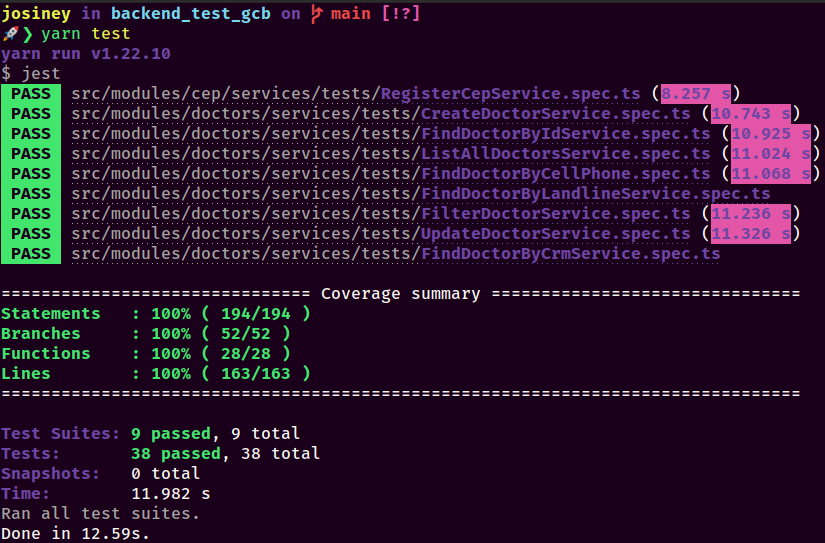 josiney in backend_test_gcb on main [!?]
🚀❯ yarn test
yarn run v1.22.10
$ jest
PASS src/modules/cep/services/tests/RegisterCepService.spec.ts (8.257 s)
PASS src/modules/doctors/services/tests/CreateDoctorService.spec.ts (10.743 s)
PASS src/modules/doctors/services/tests/FindDoctorByIdService.spec.ts (10.925 s)
PASS src/modules/doctors/services/tests/ListAllDoctorsService.spec.ts (11.024 s)
PASS src/modules/doctors/services/tests/FindDoctorByCellPhone.spec.ts (11.068 s)
PASS src/modules/doctors/services/tests/FindDoctorByLandlineService.spec.ts
PASS src/modules/doctors/services/tests/FilterDoctorService.spec.ts (11.236 s)
PASS src/modules/doctors/services/tests/UpdateDoctorService.spec.ts (11.326 s)
PASS src/modules/doctors/services/tests/FindDoctorByCrmService.spec.ts
=============================== Coverage summary ===============================
Statements : 100% ( 194/194 )
Branches : 100% ( 52/52 )
Functions : 100% ( 28/28 )
Lines : 100% ( 163/163 )
================================================================================
Test Suites: 9 passed, 9 total
Tests: 38 passed, 38 total
Snapshots: 0 total
Time: 11.982 s
Ran all test suites.
Done in 12.59s.